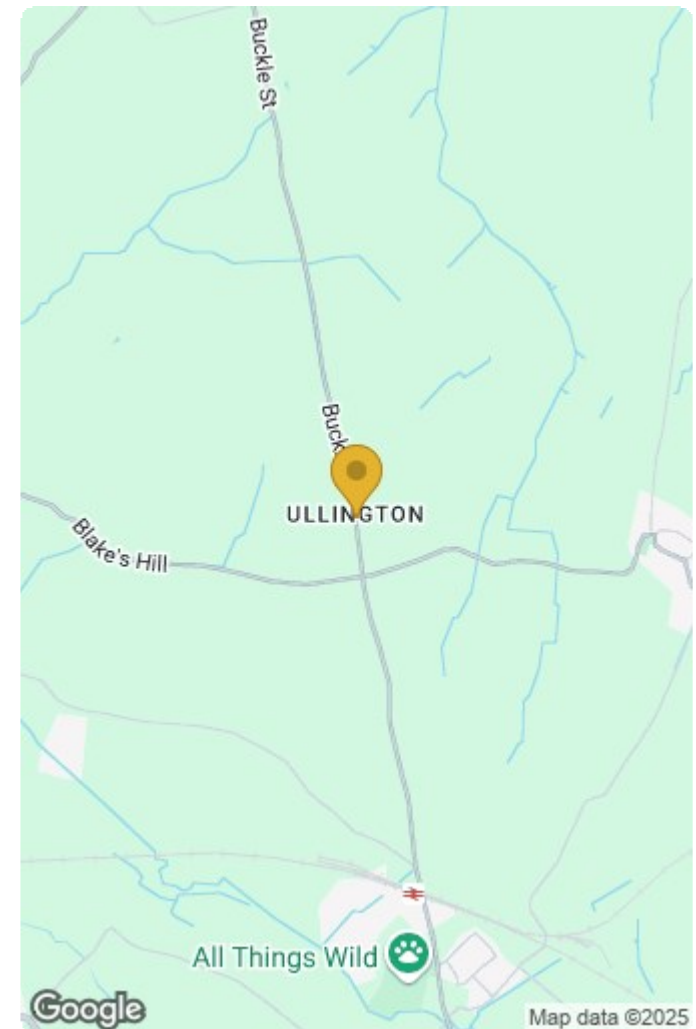 Buckle St
Buck
ULLINGTON
Blake's Hill
All Things Wild
Google
Map data ©2025